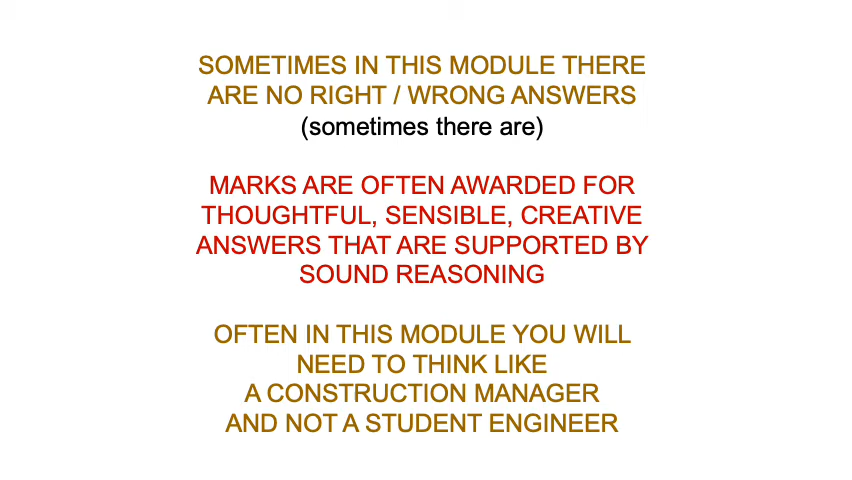 SOMETIMES IN THIS MODULE THERE
ARE NO RIGHT / WRONG ANSWERS
(sometimes there are)
MARKS ARE OFTEN AWARDED FOR
THOUGHTFUL, SENSIBLE, CREATIVE
ANSWERS THAT ARE SUPPORTED BY
SOUND REASONING
OFTEN IN THIS MODULE YOU WILL
NEED TO THINK LIKE
A CONSTRUCTION MANAGER
AND NOT A STUDENT ENGINEER